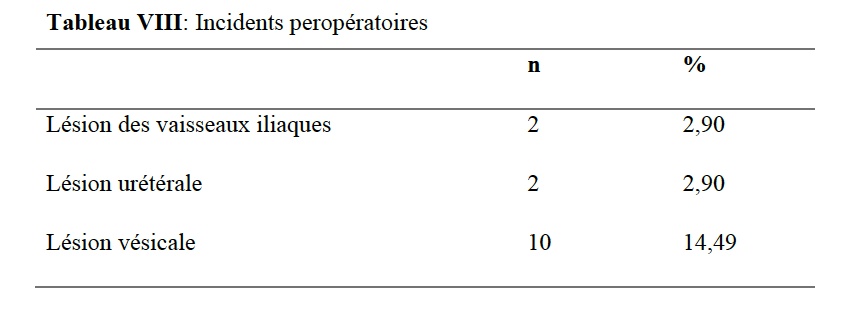 Tableau VIII: Incidents peropératoires
n %
Lésion des vaisseaux iliaques 2 2,90
Lésion urétérale 2 2,90
Lésion vésicale 10 14,49